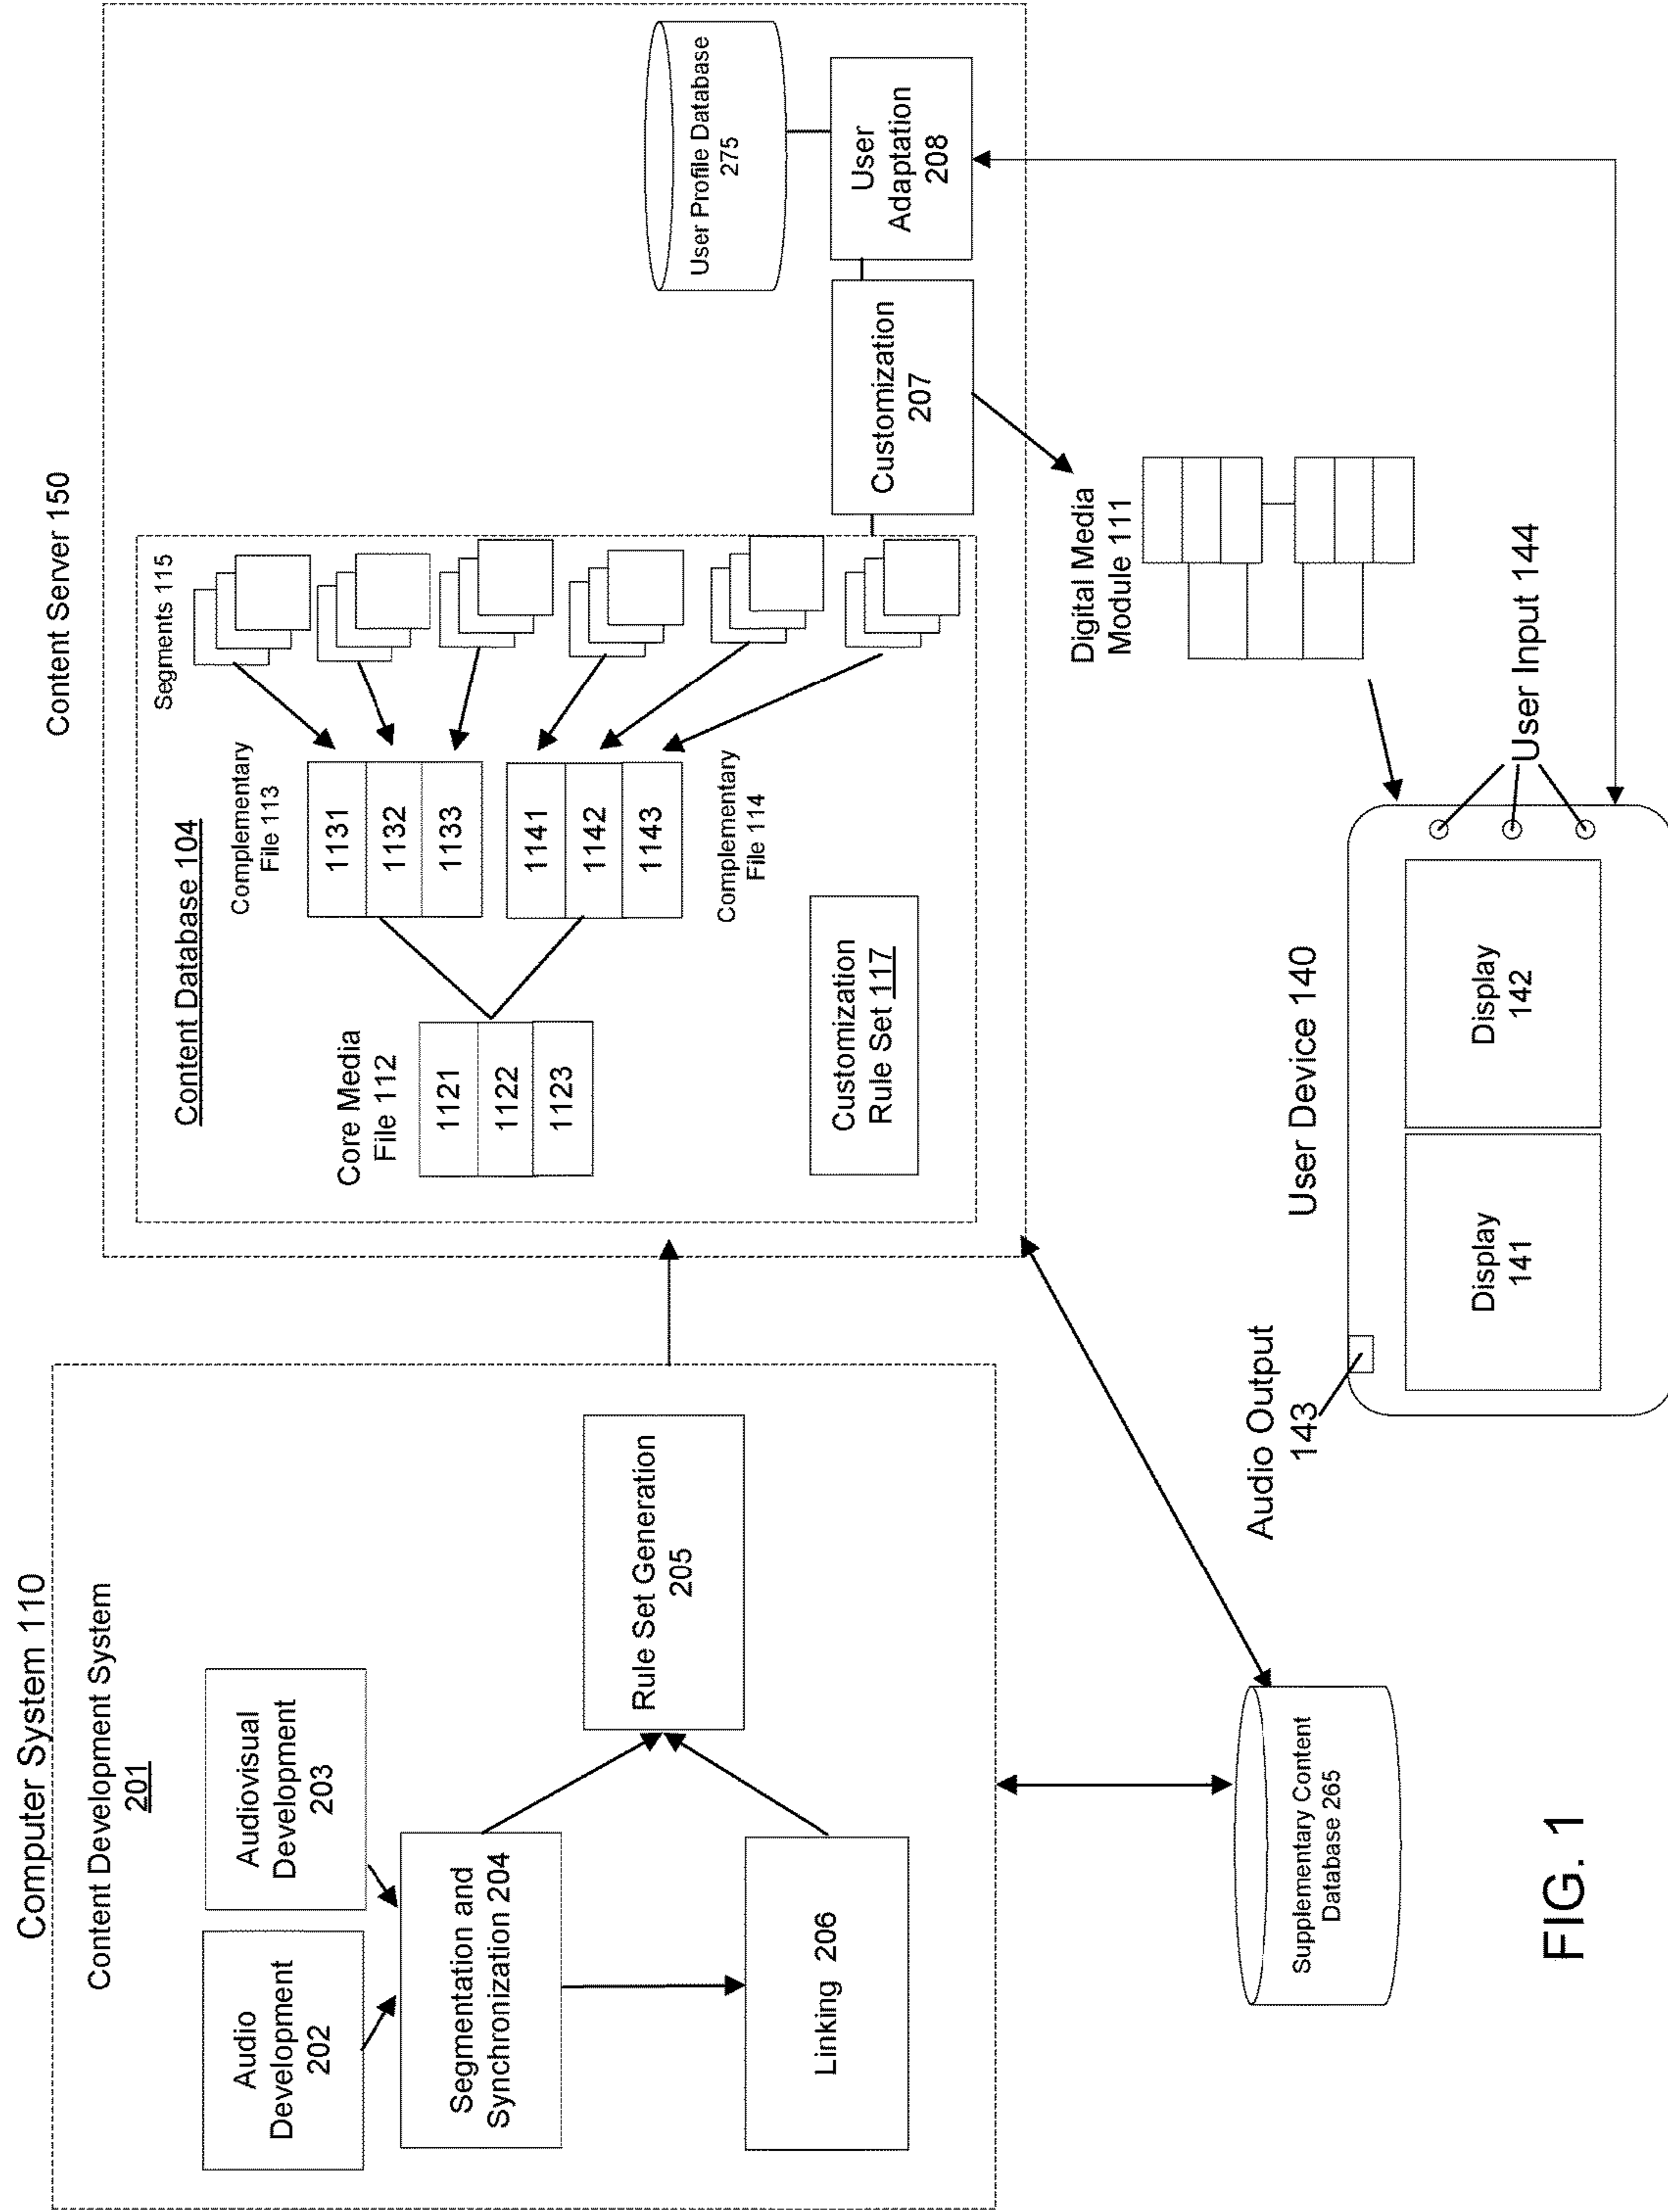 Computer System 110
Content Development System
201
Audio
Development
202
Audiovisual
Development
203
Segmentation and
Synchronization 204
Linking 206
Rule Set Generation
205
Content Server 150
Content Database 104
Core Media
File 112
1121
1122
1123
Complementary
File 113
1131
1132
1133
1141
1142
1143
Complementary
File 114
Segments 115
Customization
Rule Set 117
User Profile Database
275
Customization
207
User
Adaptation
208
Supplementary Content
Database 265
Digital Media
Module 111
User Device 140
Audio Output
143
Display
141
Display
142
User Input 144
FIG. 1